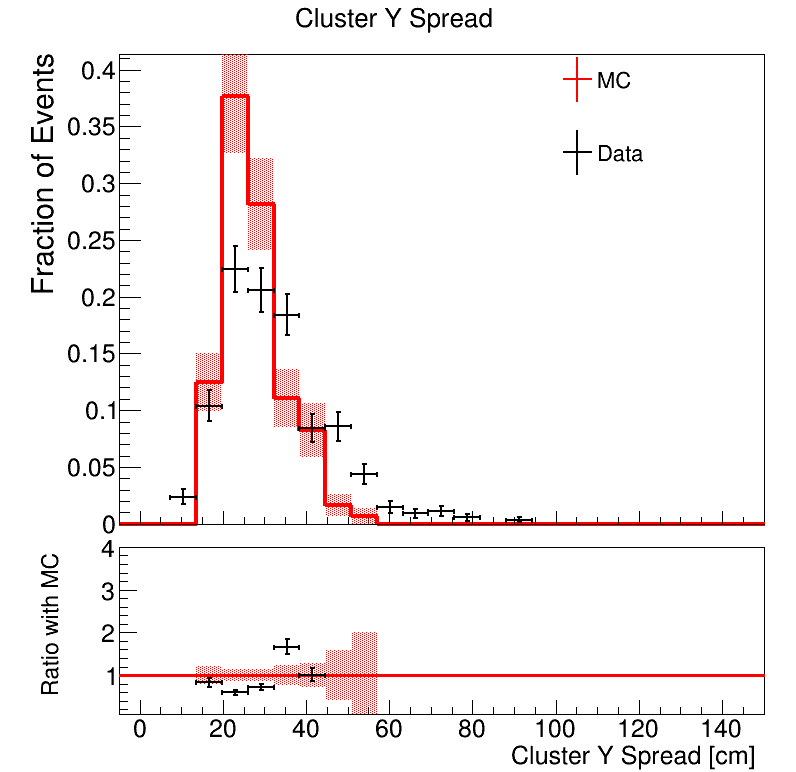 Cluster Y Spread
Fraction of Events
0.4
0.35
0.3
0.25
0.2
0.15
0.1
0.05
0
MC
Data
Ratio with MC
4
3
2
1
0 20 40 60 80 100 120 140
Cluster Y Spread [cm]